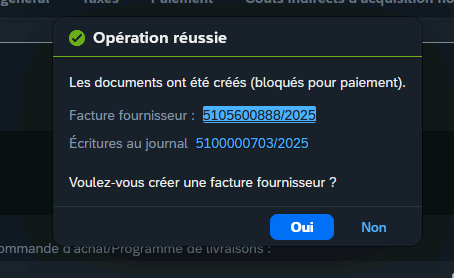 général Taxes Paiement Coûts indirects d'acquisition no
Opération réussie
Les documents ont été créés (bloqués pour paiement).
Facture fournisseur : 5105600888/2025
Écritures au journal 5100000703/2025
Voulez-vous créer une facture fournisseur ?
Oui Non
ommande d'achat/Programme de livraisons :